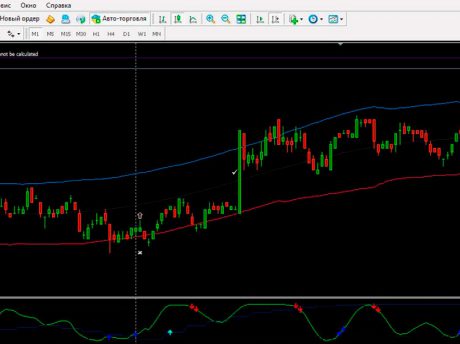 вис Окно Справка
Новый ордер Авто-торговля
M1 M5 M15 M30 H1 H4 D1 W1 MN
not be calculated